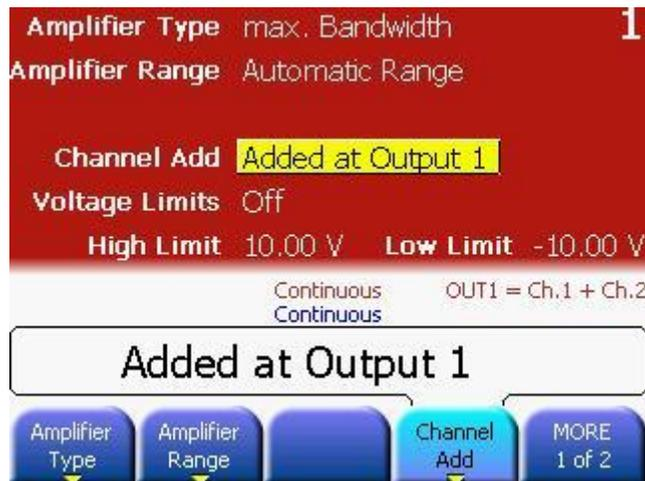 Amplifier Type max. Bandwidth 1
Amplifier Range Automatic Range
Channel Add Added at Output 1
Voltage Limits Off
High Limit 10.00 V Low Limit -10.00 V
Continuous OUT1 = Ch.1 + Ch.2
Continuous
Added at Output 1
Amplifier Type
Amplifier Range
Channel Add
MORE 1 of 2